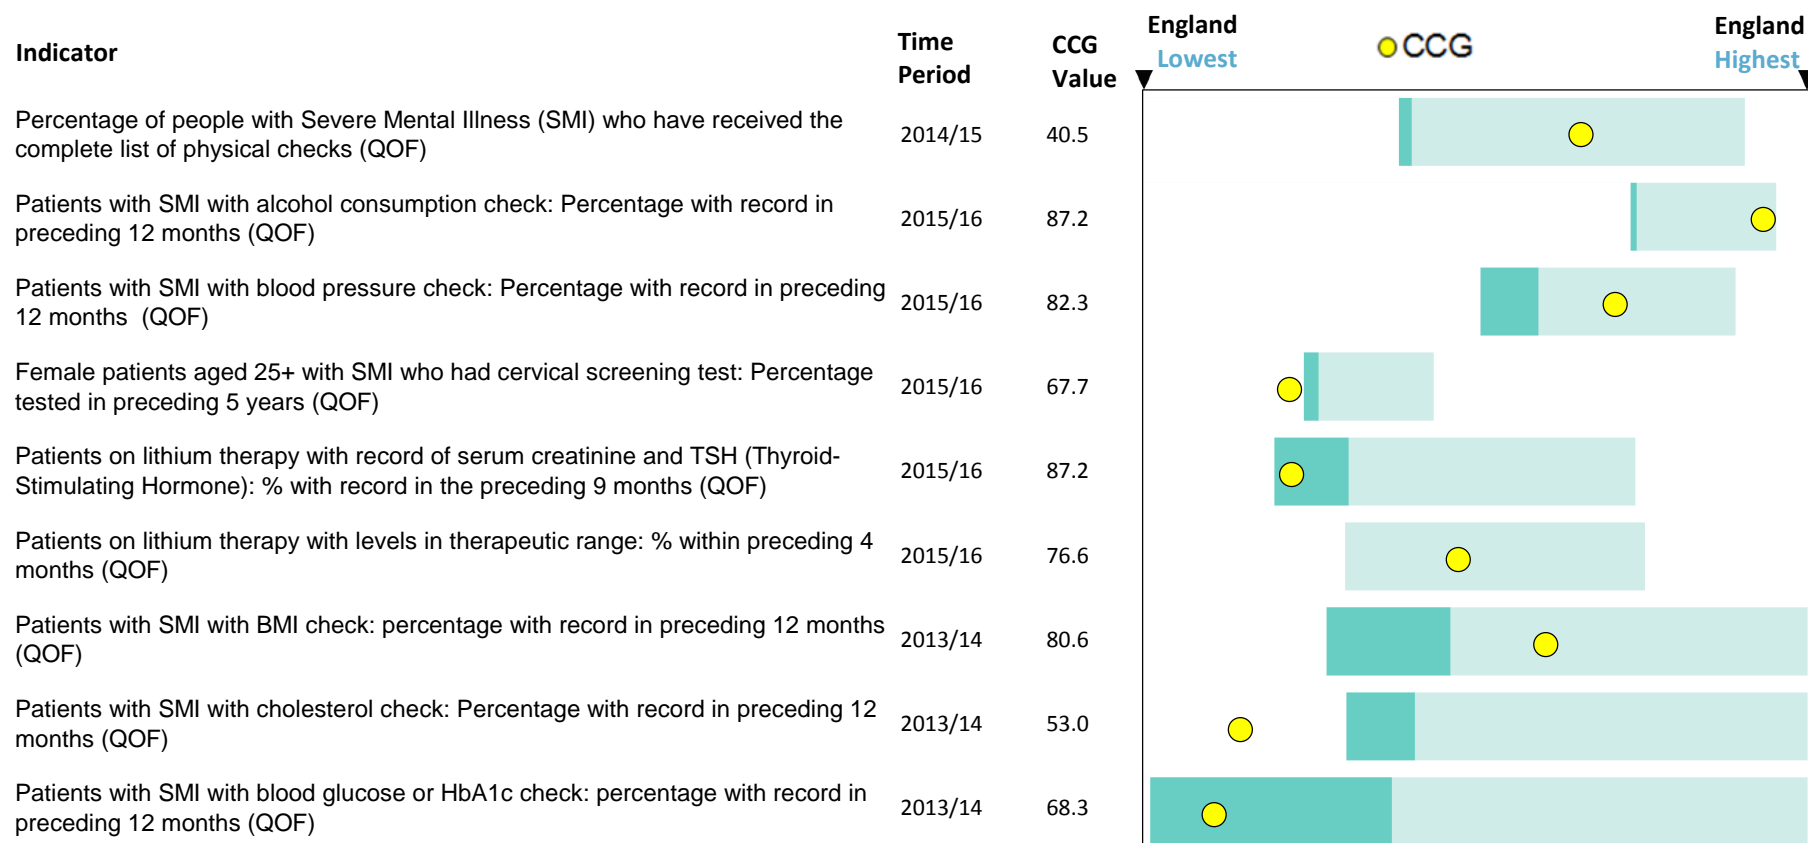 Indicator
Time
Period
CCG
Value
England
Lowest
CCG
England
Highest
Percentage of people with Severe Mental Illness (SMI) who have received the
complete list of physical checks (QOF)
2014/15
40.5
Patients with SMI with alcohol consumption check: Percentage with record in
preceding 12 months (QOF)
2015/16
87.2
Patients with SMI with blood pressure check: Percentage with record in preceding
12 months  (QOF)
2015/16
82.3
Female patients aged 25+ with SMI who had cervical screening test: Percentage
tested in preceding 5 years (QOF)
2015/16
67.7
Patients on lithium therapy with record of serum creatinine and TSH (Thyroid-
Stimulating Hormone): % with record in the preceding 9 months (QOF)
2015/16
87.2
Patients on lithium therapy with levels in therapeutic range: % within preceding 4
months (QOF)
2015/16
76.6
Patients with SMI with BMI check: percentage with record in preceding 12 months
(QOF)
2013/14
80.6
Patients with SMI with cholesterol check: Percentage with record in preceding 12
months (QOF)
2013/14
53.0
Patients with SMI with blood glucose or HbA1c check: percentage with record in
preceding 12 months (QOF)
2013/14
68.3